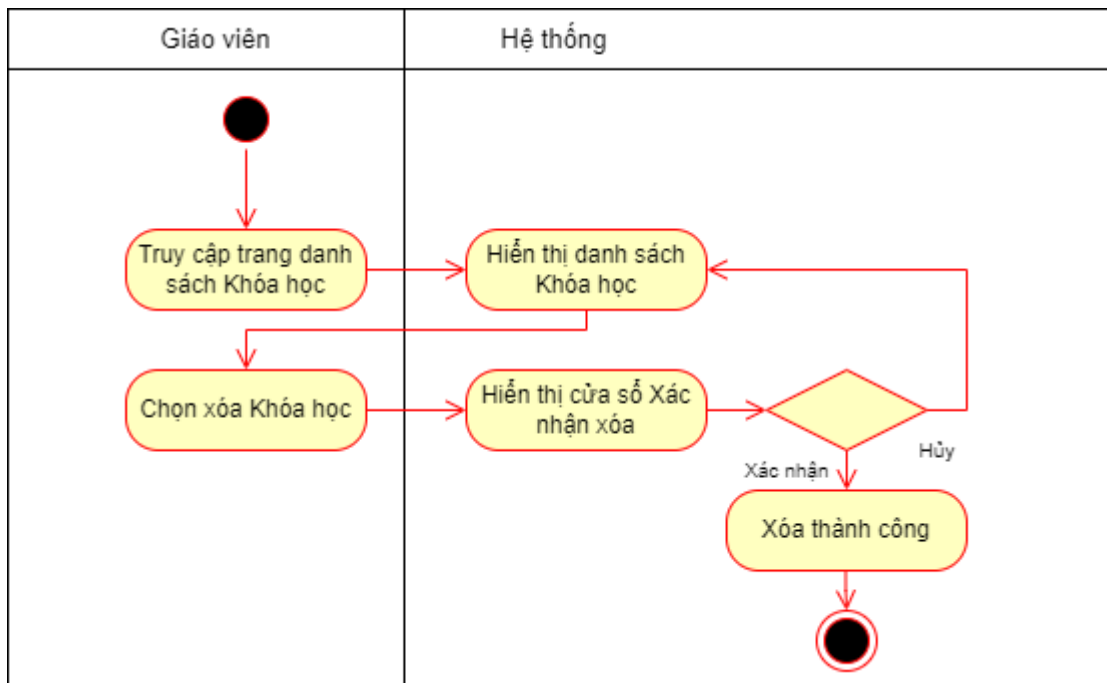 Giáo viên
Hệ thống
Truy cập trang danh
sách Khóa học
Hiển thị danh sách
Khóa học
Chọn xóa Khóa học
Hiển thị cửa sổ Xác
nhận xóa
Hủy
Xác nhận
Xóa thành công